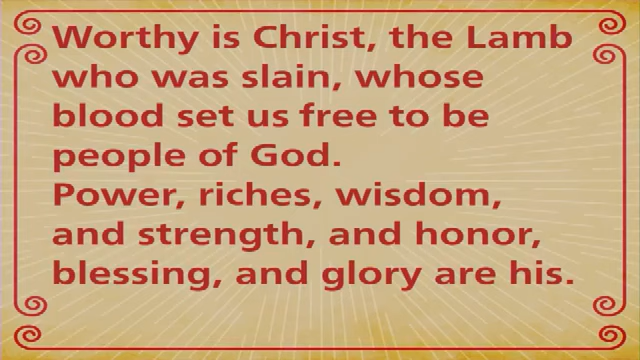 Worthy is Christ, the Lamb
who was slain, whose
blood set us free to be
people of God.
Power, riches, wisdom,
and strength, and honor,
blessing, and glory are his.